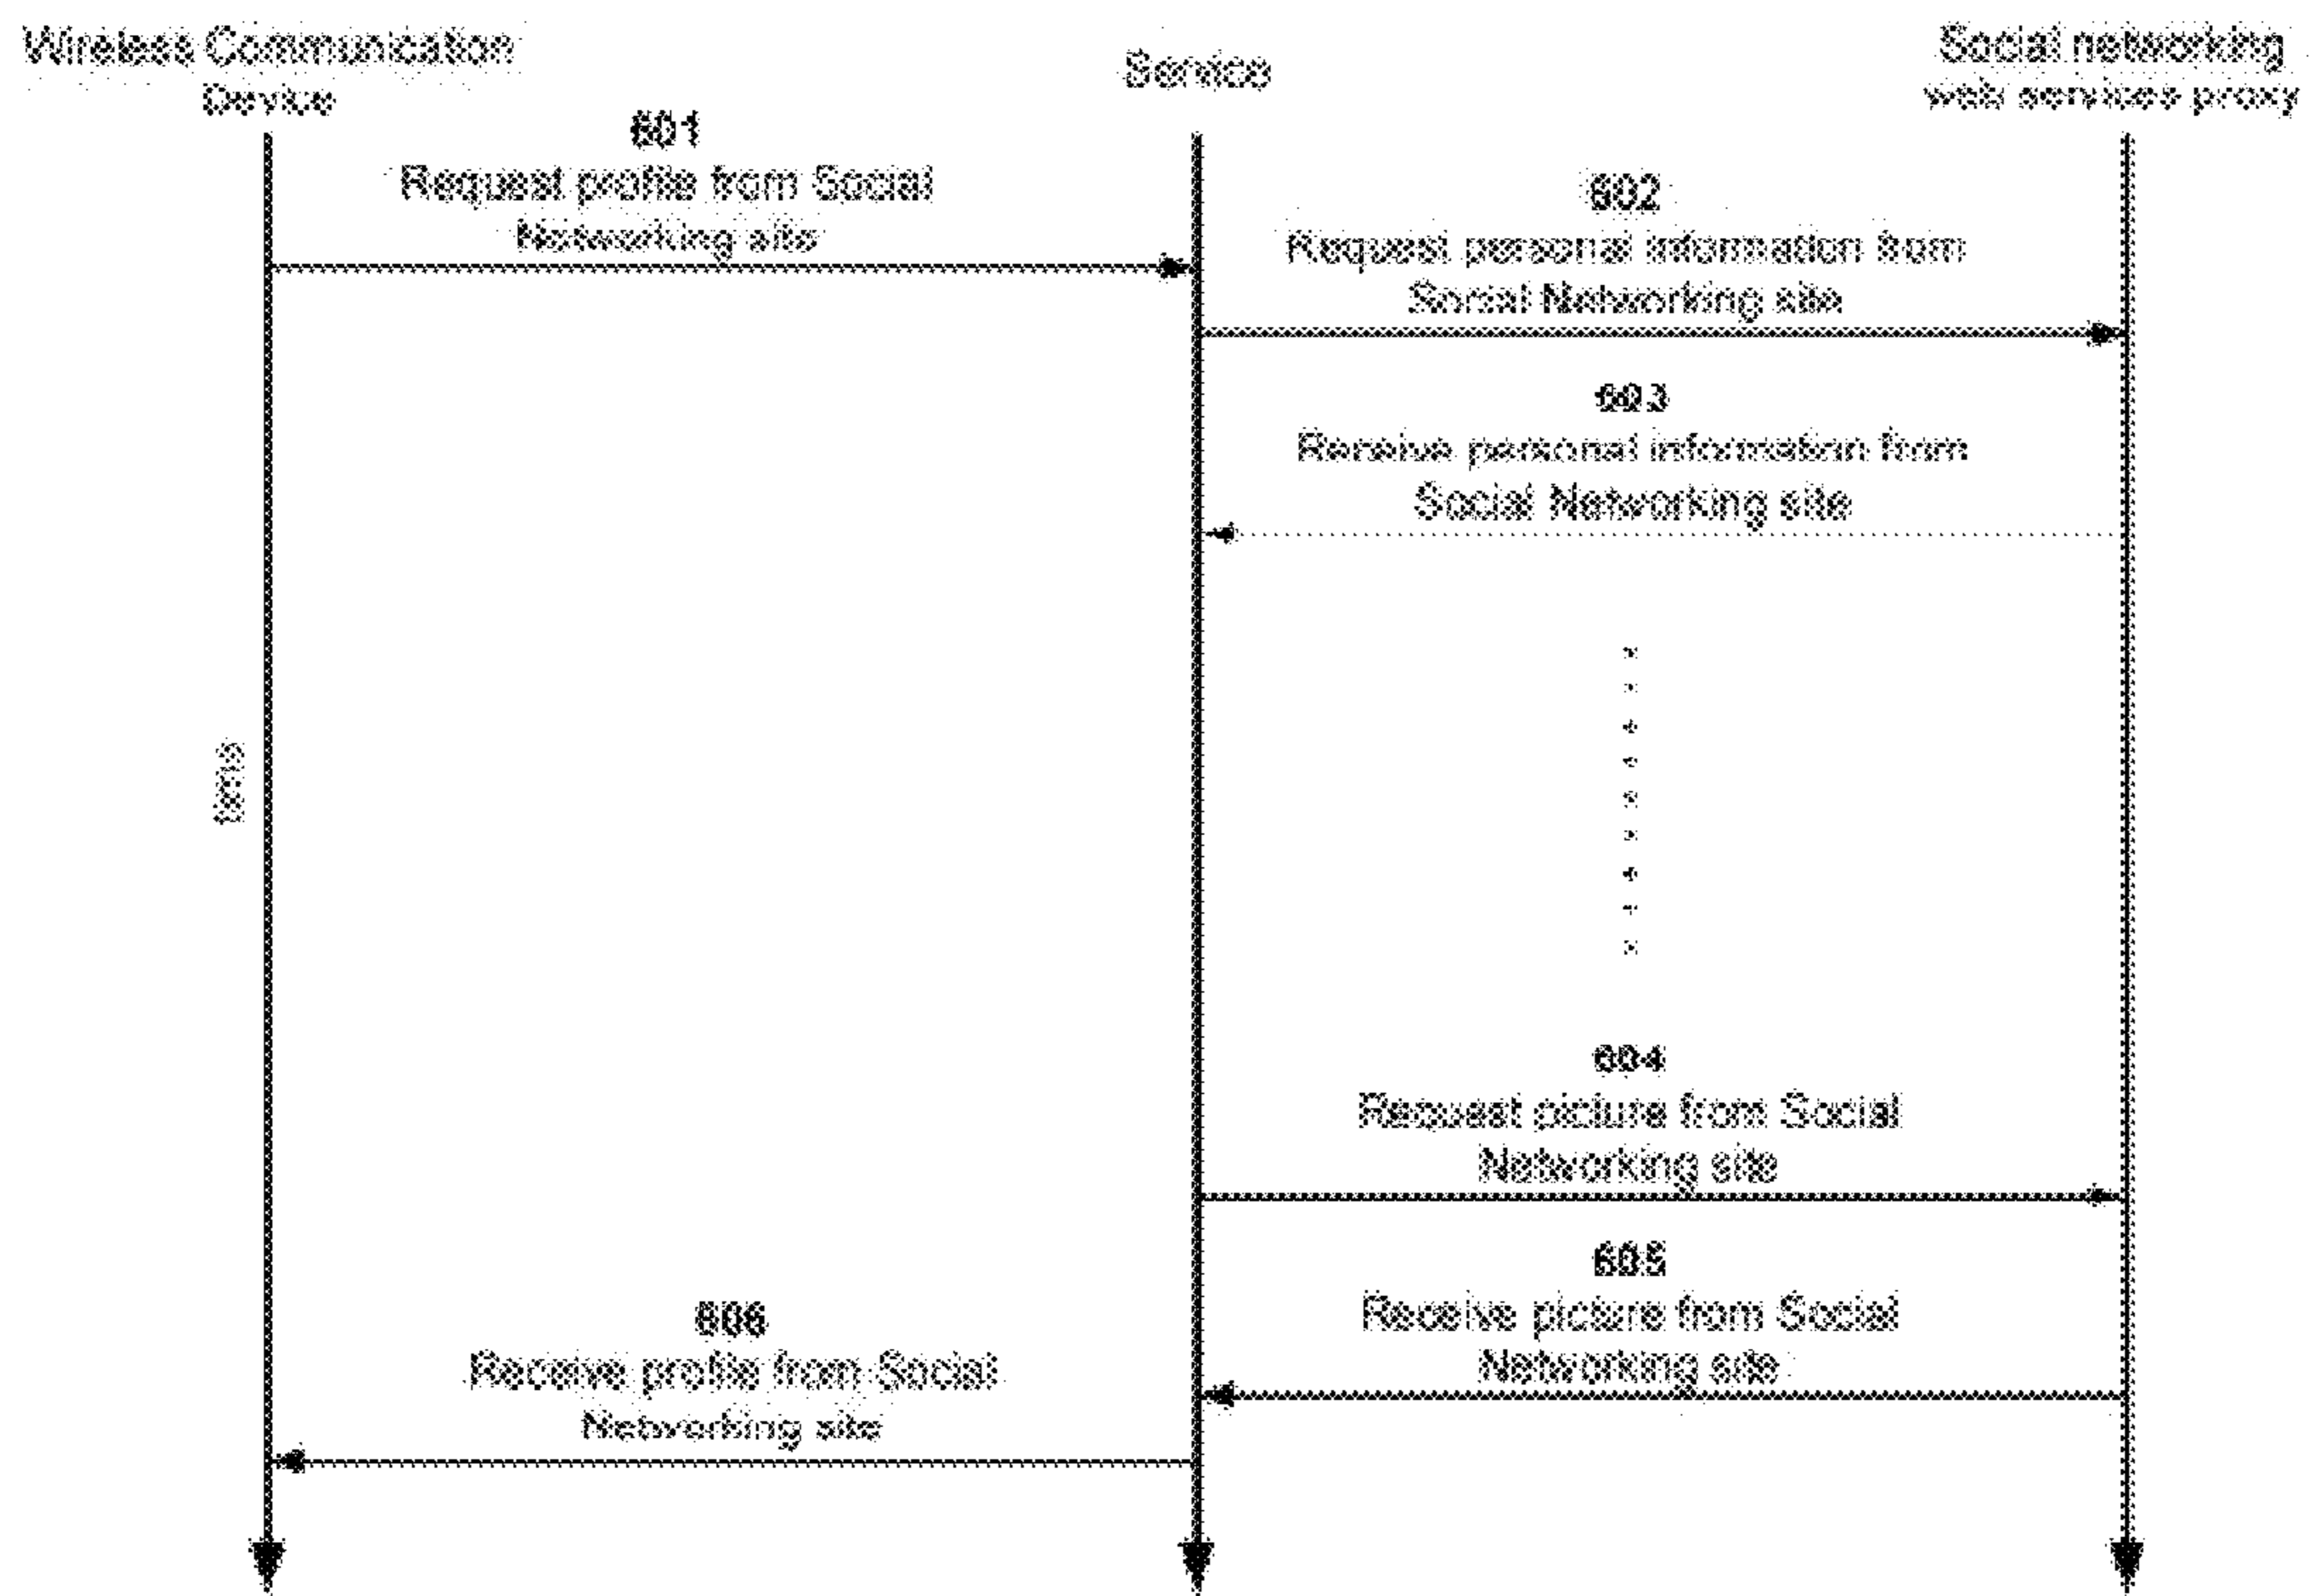 Wireless Communication
Device
Service
Social networking
web services proxy
601
Request profile from Social
Networking site
602
Request personal information from
Social Networking site
603
Receive personal information from
Social Networking site
time
604
Request picture from Social
Networking site
605
Receive picture from Social
Networking site
606
Receive profile from Social
Networking site